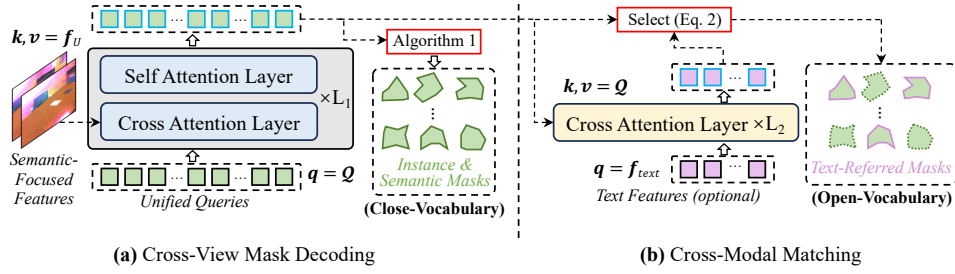 k, v = f_U
Self Attention Layer
Cross Attention Layer
×L₁
Semantic-
Focused
Features
Unified Queries
q = Q
Algorithm 1
Instance &
Semantic Masks
(Close-Vocabulary)
(a) Cross-View Mask Decoding
Select (Eq. 2)
k, v = Q
Cross Attention Layer ×L₂
q = f_text
Text Features (optional)
Text-Referred Masks
(Open-Vocabulary)
(b) Cross-Modal Matching